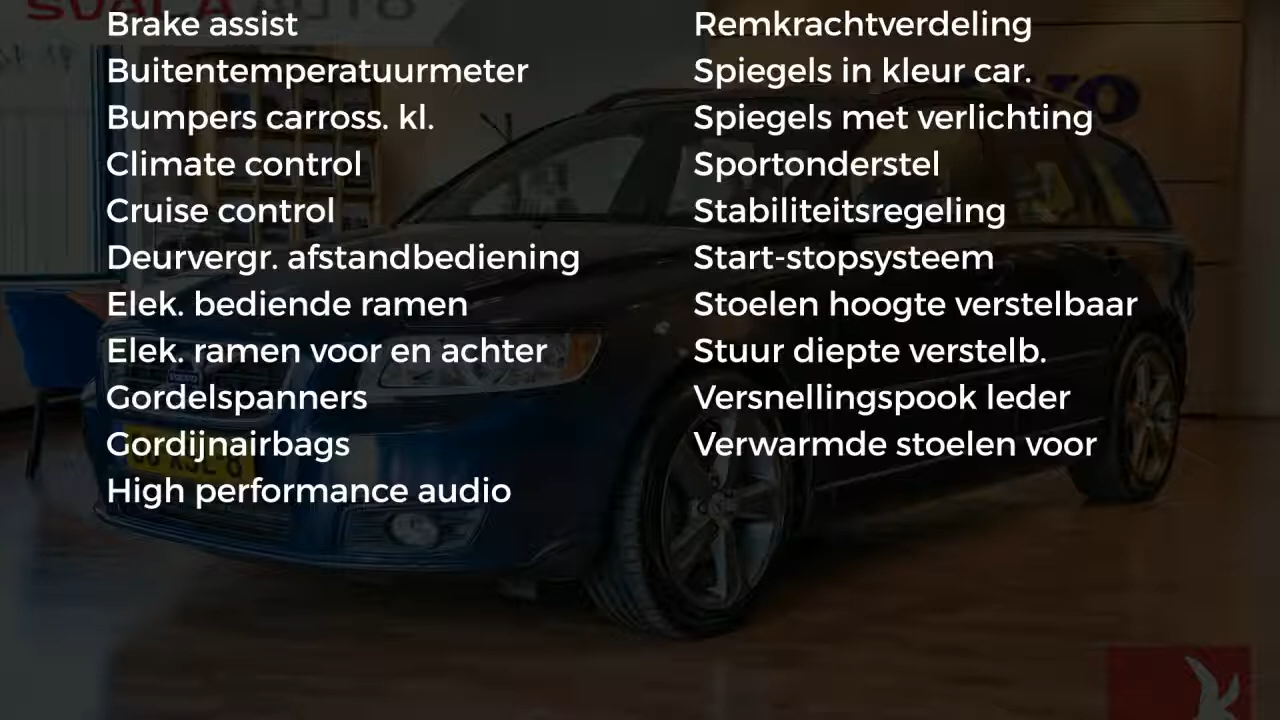 Brake assist
Buitentemperatuurmeter
Bumpers carross. kl.
Climate control
Cruise control
Deurvergr. afstandbediening
Elek. bediende ramen
Elek. ramen voor en achter
Gordelspanners
Gordijnairbags
High performance audio
Remkrachtverdeling
Spiegels in kleur car.
Spiegels met verlichting
Sportonderstel
Stabiliteitsregeling
Start-stopsysteem
Stoelen hoogte verstelbaar
Stuur diepte verstelb.
Versnellingspook leder
Verwarmde stoelen voor